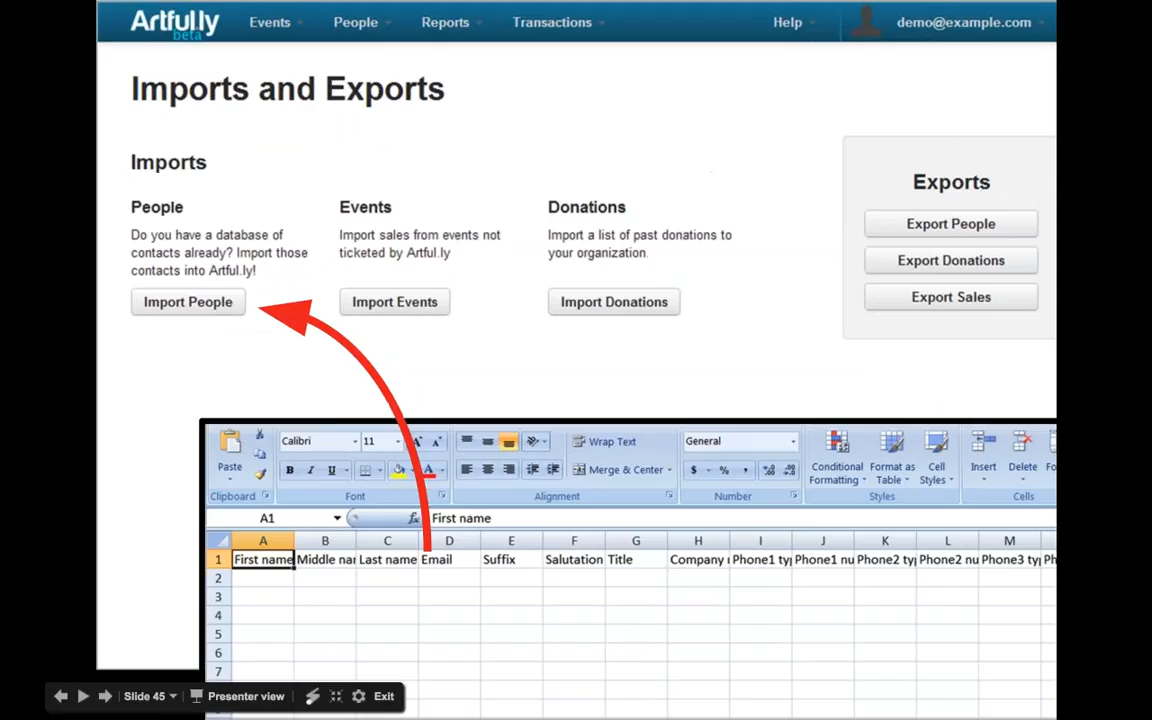 Artful.ly
beta
Events
People
Reports
Transactions
Help
demo@example.com
Imports and Exports
Imports
People
Do you have a database of
contacts already? Import those
contacts into Artful.ly!
Import People
Events
Import sales from events not
ticketed by Artful.ly
Import Events
Donations
Import a list of past donations to
your organization.
Import Donations
Exports
Export People
Export Donations
Export Sales
Paste
Clipboard
Calibri
11
A A
B I U
A
Font
Wrap Text
Merge & Center
Alignment
General
$ % ,
Number
Conditional
Formatting
Format as
Table
Cell
Styles
Styles
Insert
Delete
Fo
Cells
A1
fx
First name
A B C D E F G H I J K L M
1 First name Middle nar Last name Email Suffix Salutation Title Company r Phone1 ty Phone1 nu Phone2 ty Phone2 nu Phone3 ty Ph
2
3
4
5
6
7
Slide 45
Presenter view
Exit